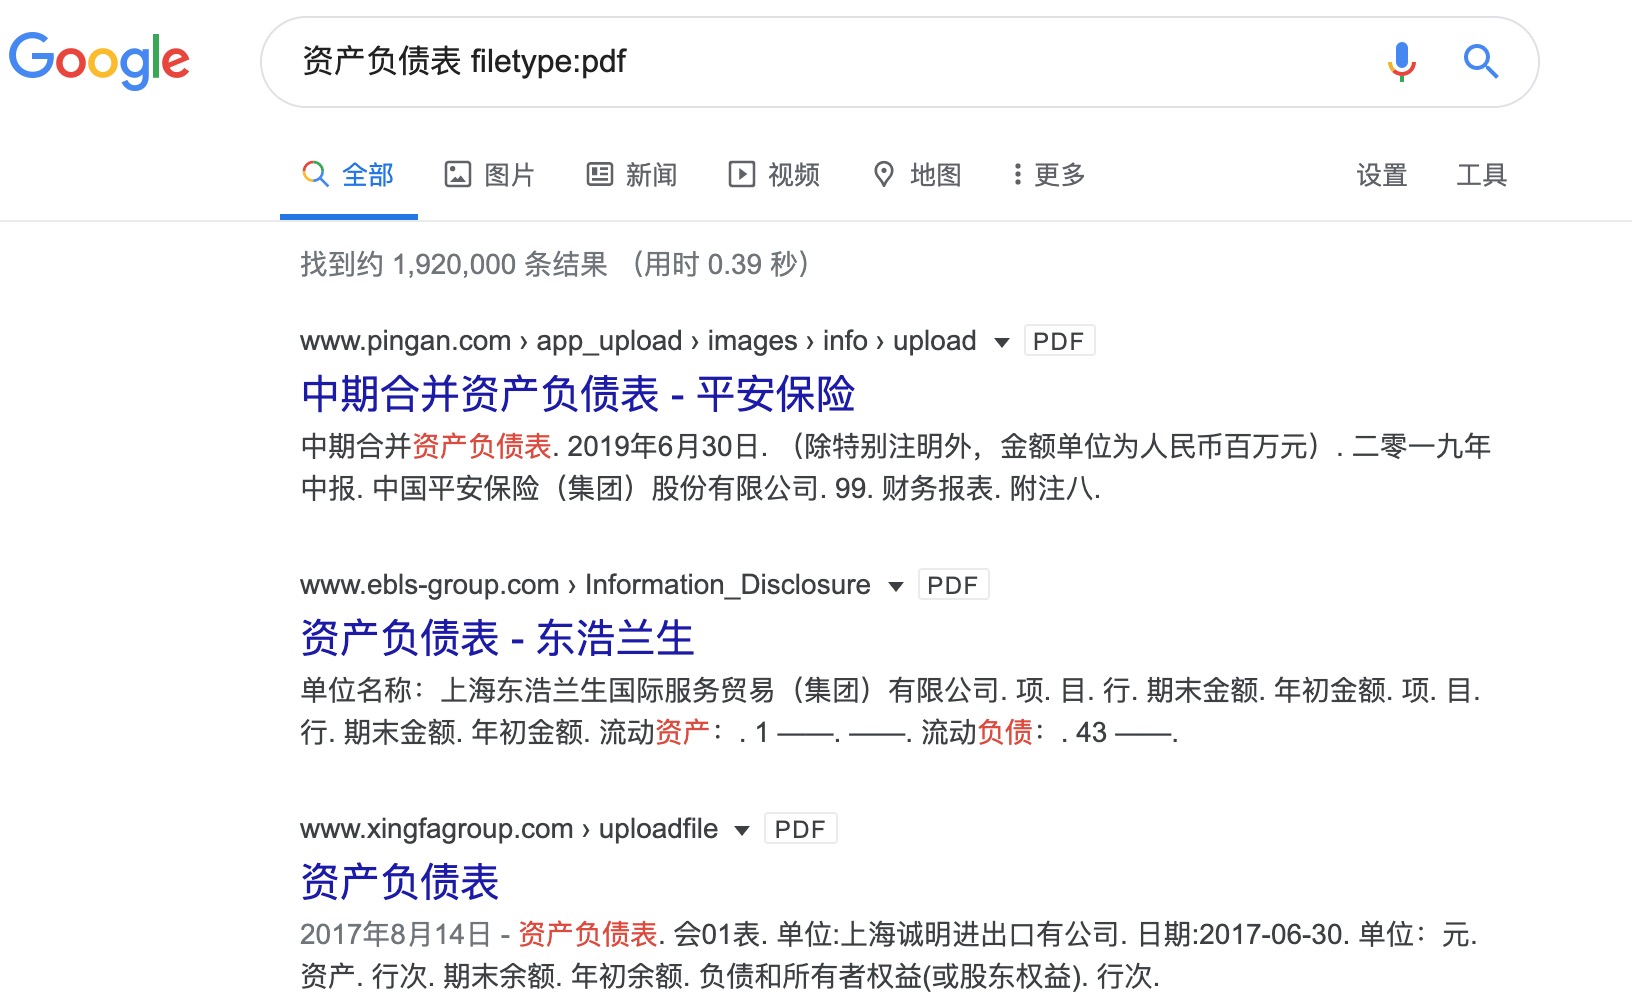 Google
资产负债表 filetype:pdf
全部 图片 新闻 视频 地图 更多 设置 工具
找到约 1,920,000 条结果 （用时 0.39 秒）
www.pingan.com › app_upload › images › info › upload PDF
中期合并资产负债表 - 平安保险
中期合并资产负债表. 2019年6月30日. （除特别注明外，金额单位为人民币百万元）. 二零一九年
中报. 中国平安保险（集团）股份有限公司. 99. 财务报表. 附注八.
www.ebls-group.com › Information_Disclosure PDF
资产负债表 - 东浩兰生
单位名称：上海东浩兰生国际服务贸易（集团）有限公司. 项. 目. 行. 期末金额. 年初金额. 项. 目.
行. 期末金额. 年初金额. 流动资产：. 1 ——. ——. 流动负债：. 43 ——.
www.xingfagroup.com › uploadfile PDF
资产负债表
2017年8月14日 - 资产负债表. 会01表. 单位:上海诚明进出口有公司. 日期:2017-06-30. 单位：元.
资产. 行次. 期末余额. 年初余额. 负债和所有者权益(或股东权益). 行次.